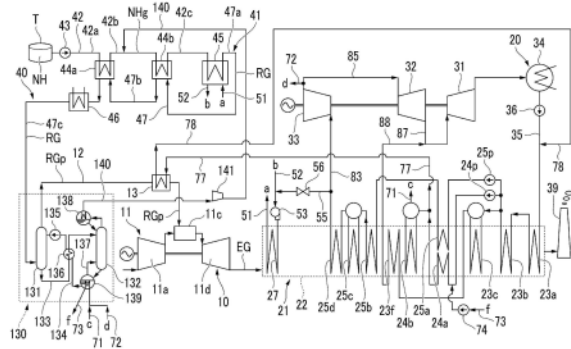 T
43
42
42a
42b
NHg
140
42c
47a
41
44b
45
NH
44a
RG
40
47b
52
b
a
51
46
47
78
47c
RG
RGp
12
140
13
77
141
138
11
RGp
11c
135
137
EG
136
131
132
11a
11d
10
133
139
134
f
73
c
d
130
71
72
72
85
32
31
20
34
d
33
88
87
36
35
83
77
78
25p
24p
39
b
52
56
a
51
53
55
71
c
27
25d
25c
25b
23f
24b
25a
24a
23c
23b
23a
21
22
74
f
73